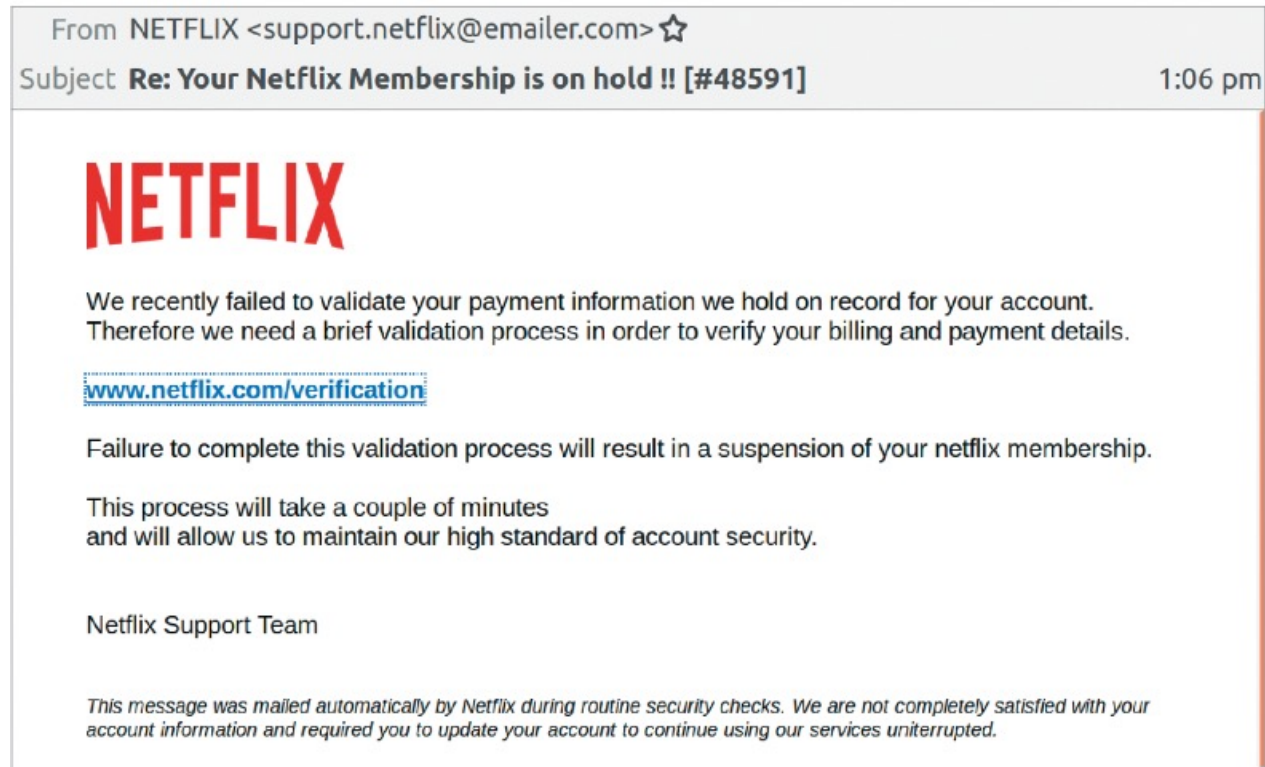 From NETFLIX <support.netflix@emailer.com>
Subject Re: Your Netflix Membership is on hold !! [#48591] 1:06 pm
NETFLIX
We recently failed to validate your payment information we hold on record for your account.
Therefore we need a brief validation process in order to verify your billing and payment details.
www.netflix.com/verification
Failure to complete this validation process will result in a suspension of your netflix membership.
This process will take a couple of minutes
and will allow us to maintain our high standard of account security.
Netflix Support Team
This message was mailed automatically by Netflix during routine security checks. We are not completely satisfied with your
account information and required you to update your account to continue using our services uniterrupted.